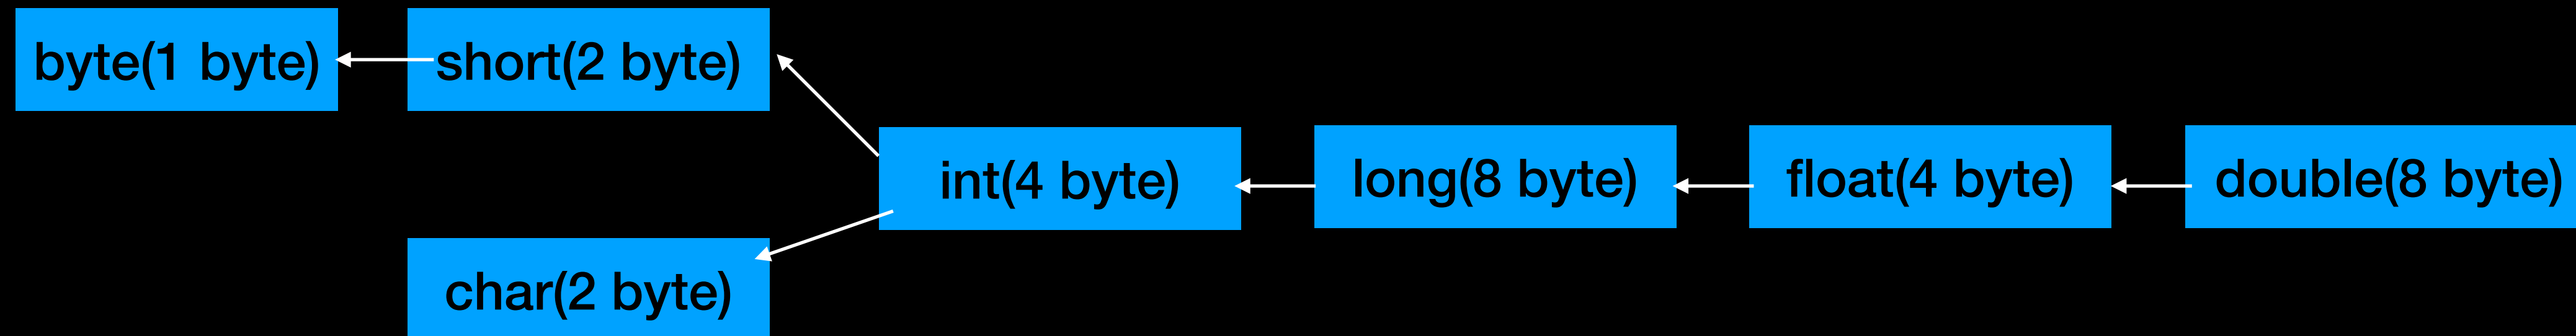 byte(1 byte)
short(2 byte)
int(4 byte)
long(8 byte)
float(4 byte)
double(8 byte)
char(2 byte)